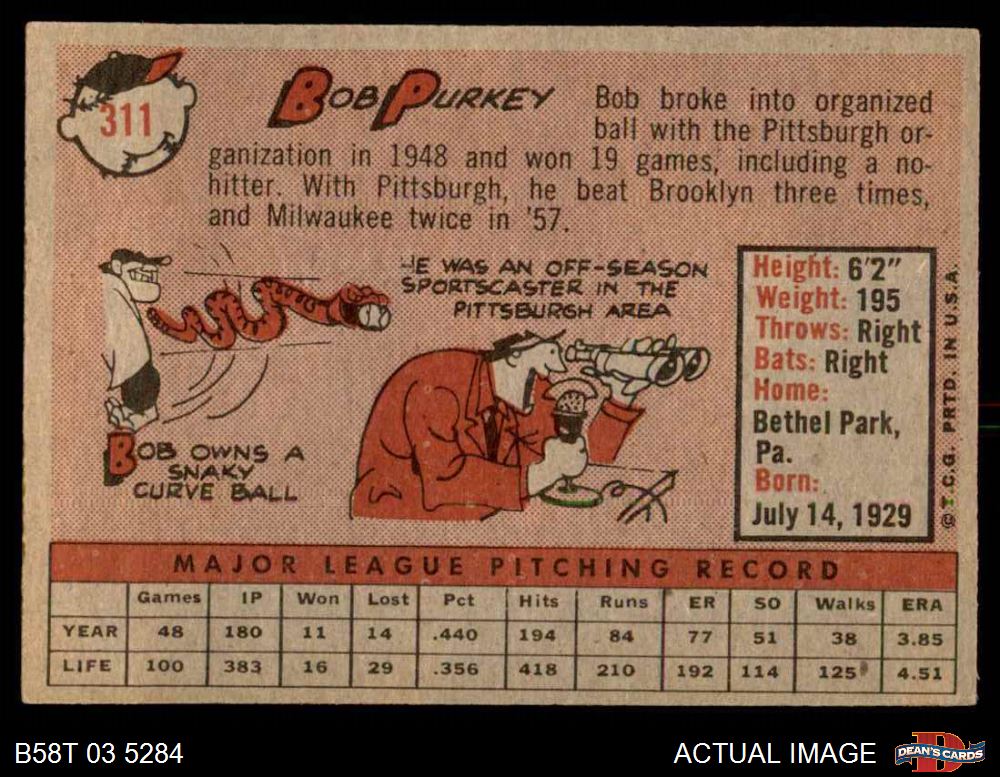 311
BOB PURKEY
Bob broke into organized
ball with the Pittsburgh or-
ganization in 1948 and won 19 games, including a no-
hitter. With Pittsburgh, he beat Brooklyn three times,
and Milwaukee twice in '57.
HE WAS AN OFF-SEASON
SPORTSCASTER IN THE
PITTSBURGH AREA
BOB OWNS A
SNAKY
CURVE BALL
Height: 6'2"
Weight: 195
Throws: Right
Bats: Right
Home:
Bethel Park,
Pa.
Born:
July 14, 1929
© T.C.G. PRTD. IN U.S.A.
MAJOR LEAGUE PITCHING RECORD
Games IP Won Lost Pct Hits Runs ER SO Walks ERA
YEAR 48 180 11 14 .440 194 84 77 51 38 3.85
LIFE 100 383 16 29 .356 418 210 192 114 125 4.51
B58T 03 5284
ACTUAL IMAGE
DEAN'S CARDS